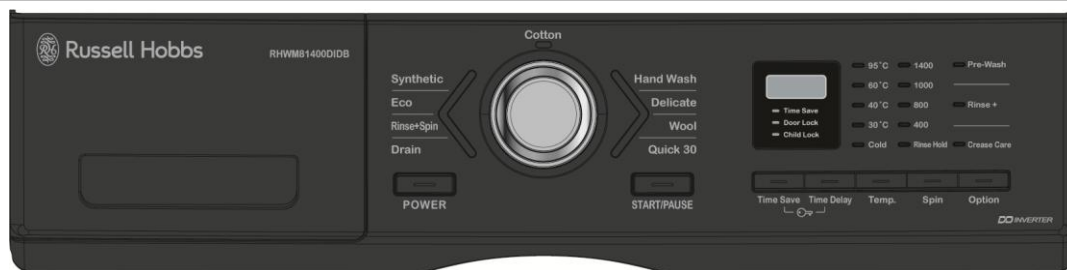 Russell Hobbs
RHWM81400DIDB
Cotton
Synthetic
Eco
Rinse+Spin
Drain
Hand Wash
Delicate
Wool
Quick 30
POWER
START/PAUSE
Time Save
Door Lock
Child Lock
95°C 1400 Pre-Wash
60°C 1000
40°C 800 Rinse +
30°C 400
Cold Rinse Hold Crease Care
Time Save Time Delay Temp. Spin Option
DD INVERTER